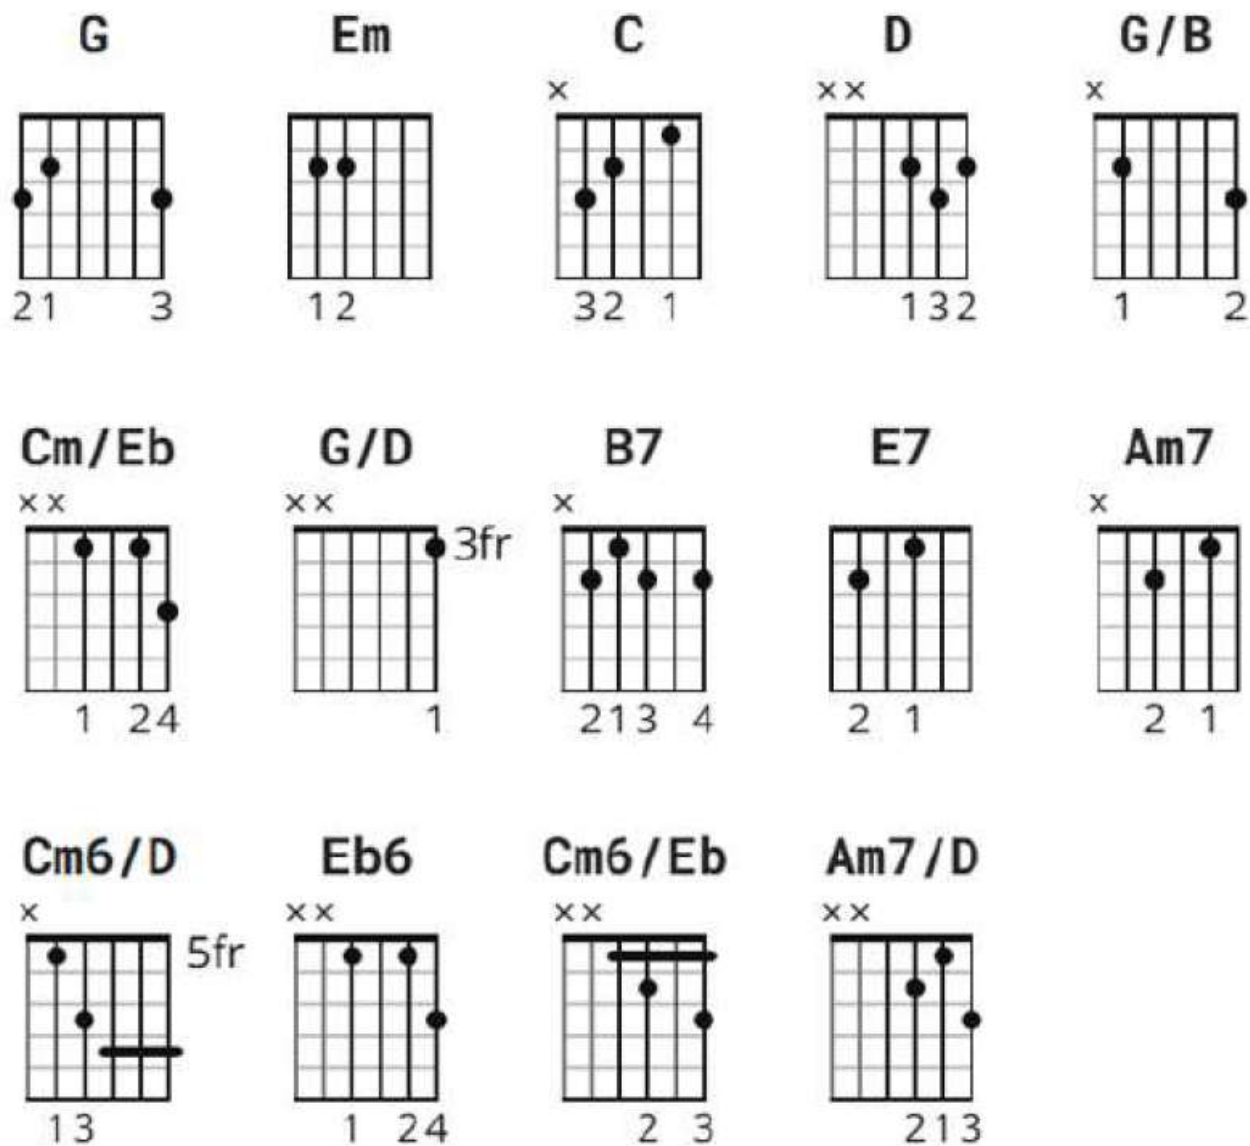 G Em C D G/B
× ×× ×
21 3 12 32 1 132 1 2
Cm/Eb G/D B7 E7 Am7
×× ×× × ×
3fr
1 24 1 213 4 2 1 2 1
Cm6/D Eb6 Cm6/Eb Am7/D
× ×× ×× ××
5fr
13 1 24 2 3 213